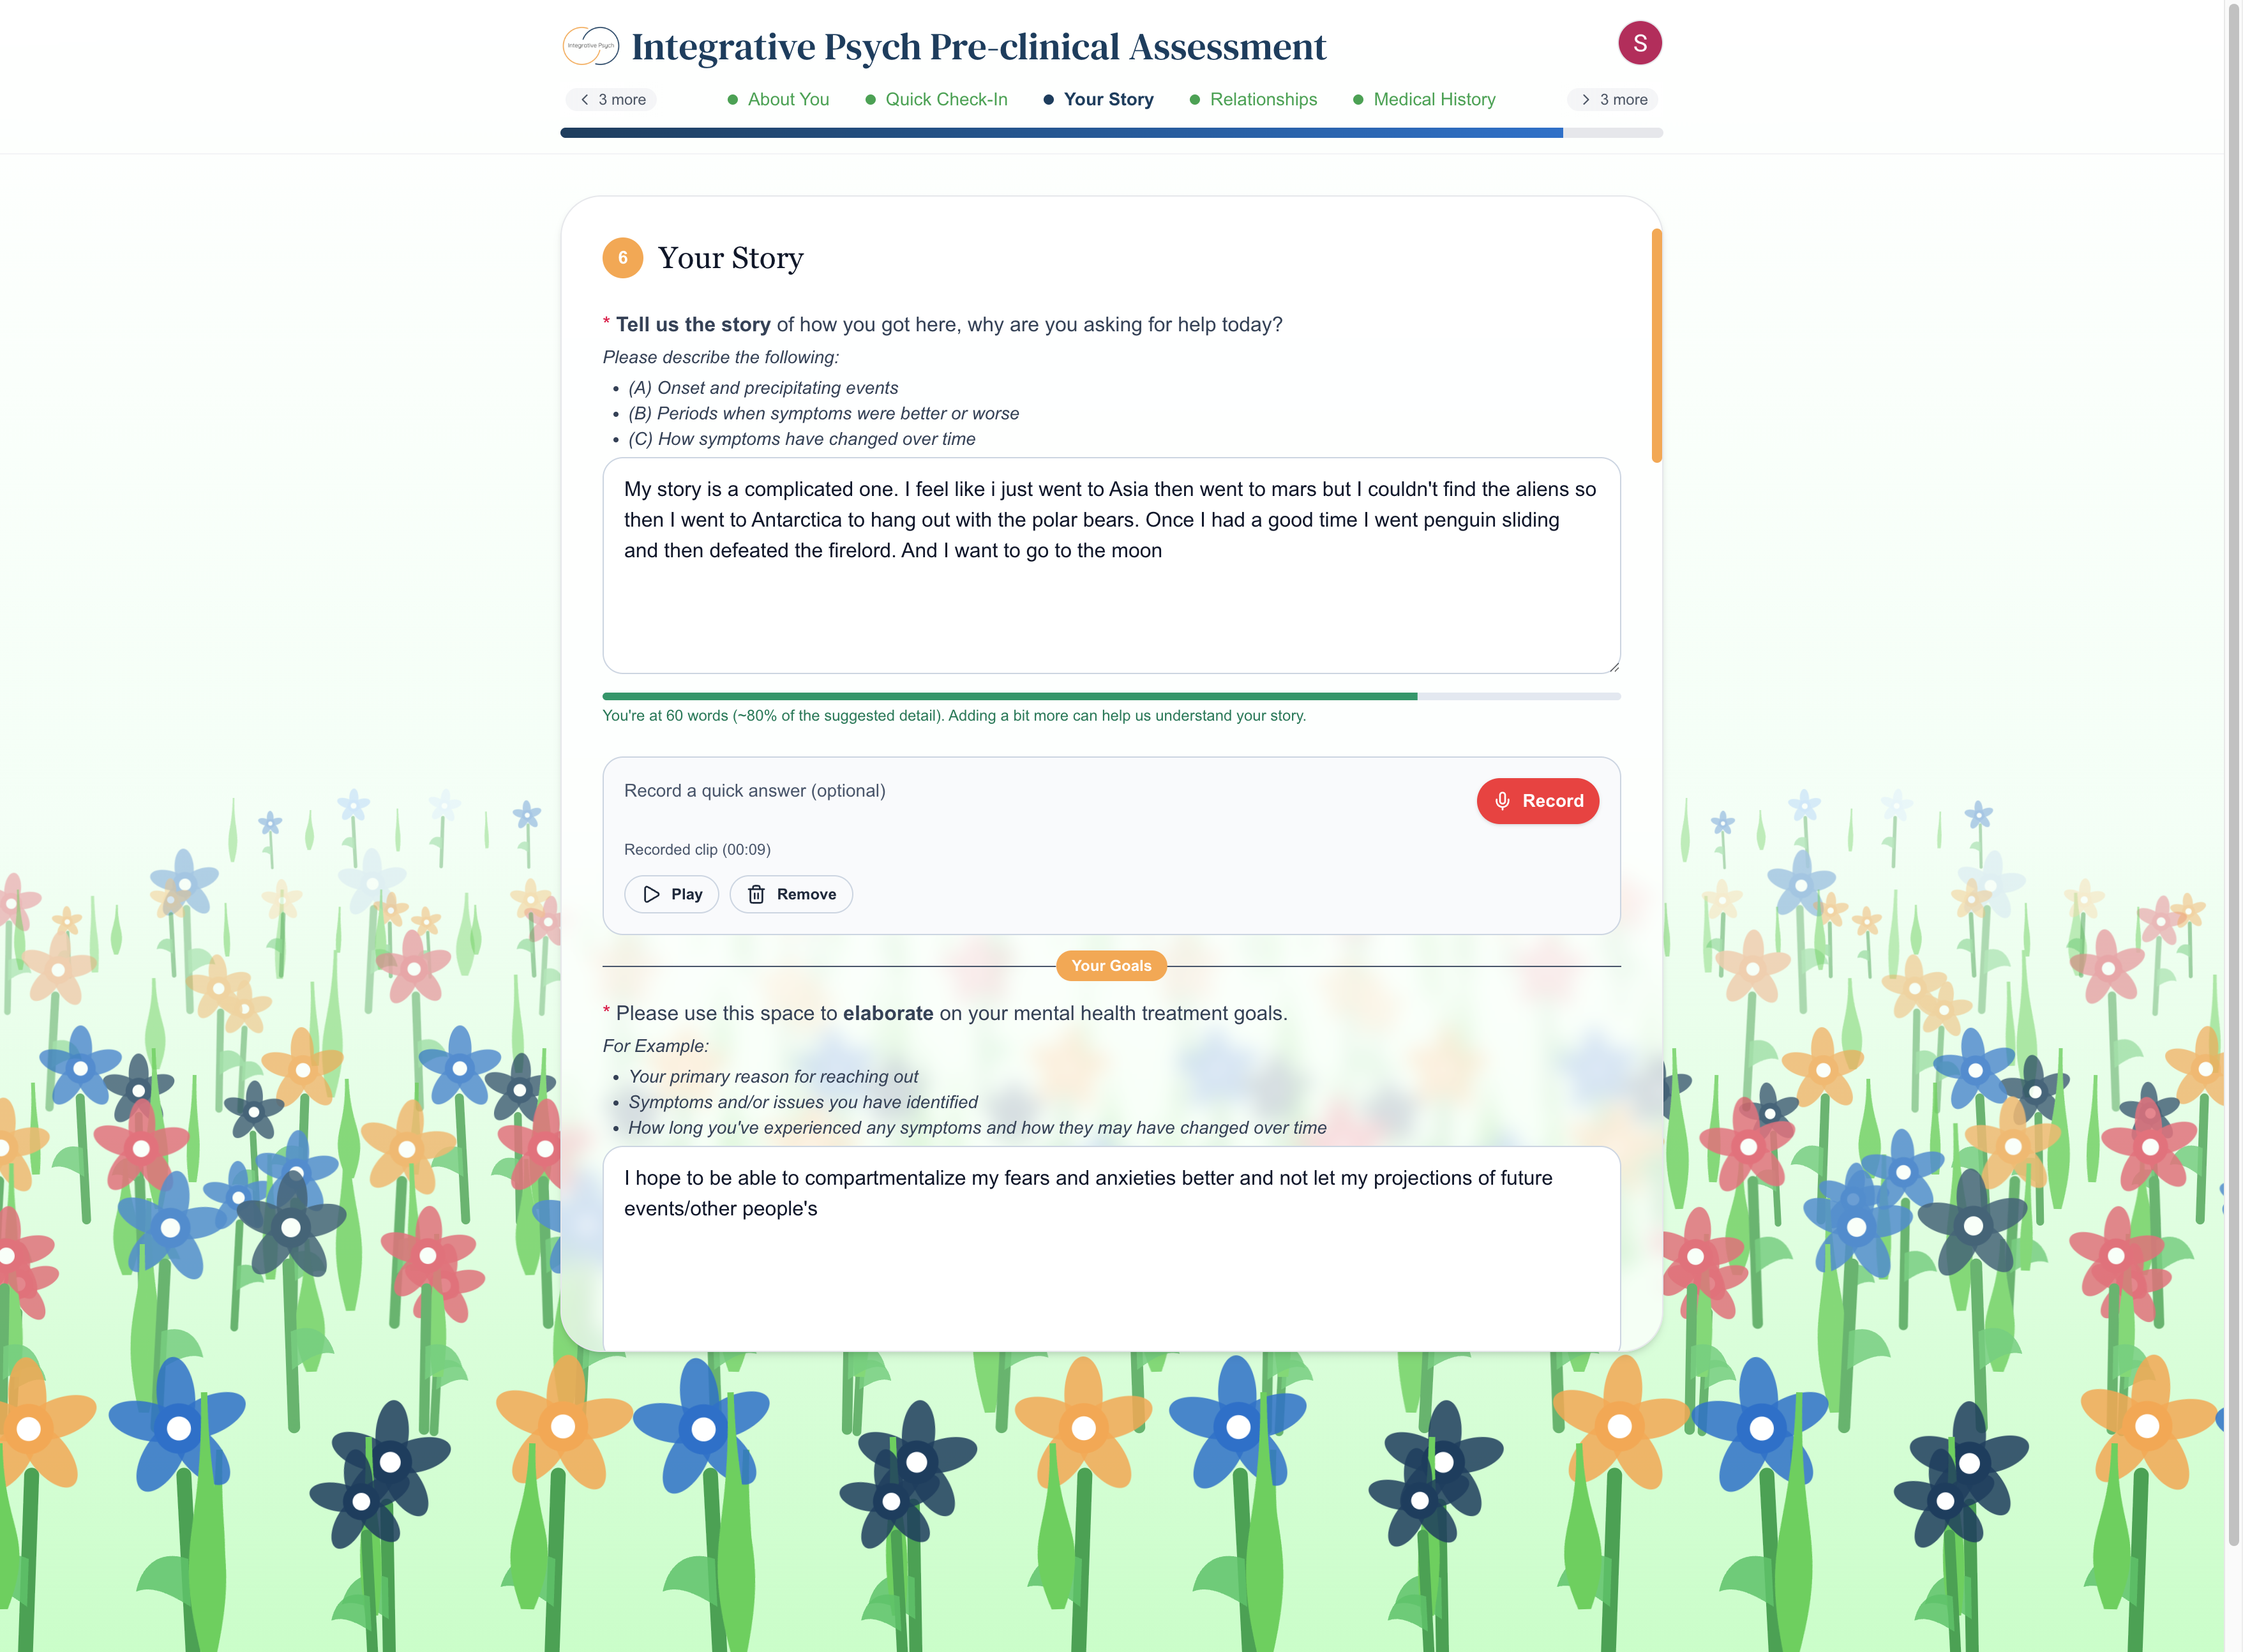 Integrative Psych
Integrative Psych Pre-clinical Assessment
S
3 more
About You
Quick Check-In
Your Story
Relationships
Medical History
3 more
6
Your Story
* Tell us the story of how you got here, why are you asking for help today?
Please describe the following:
• (A) Onset and precipitating events
• (B) Periods when symptoms were better or worse
• (C) How symptoms have changed over time
My story is a complicated one. I feel like i just went to Asia then went to mars but I couldn't find the aliens so
then I went to Antarctica to hang out with the polar bears. Once I had a good time I went penguin sliding
and then defeated the firelord. And I want to go to the moon
You're at 60 words (~80% of the suggested detail). Adding a bit more can help us understand your story.
Record a quick answer (optional)
Record
Recorded clip (00:09)
Play
Remove
Your Goals
* Please use this space to elaborate on your mental health treatment goals.
For Example:
• Your primary reason for reaching out
• Symptoms and/or issues you have identified
• How long you've experienced any symptoms and how they may have changed over time
I hope to be able to compartmentalize my fears and anxieties better and not let my projections of future
events/other people's